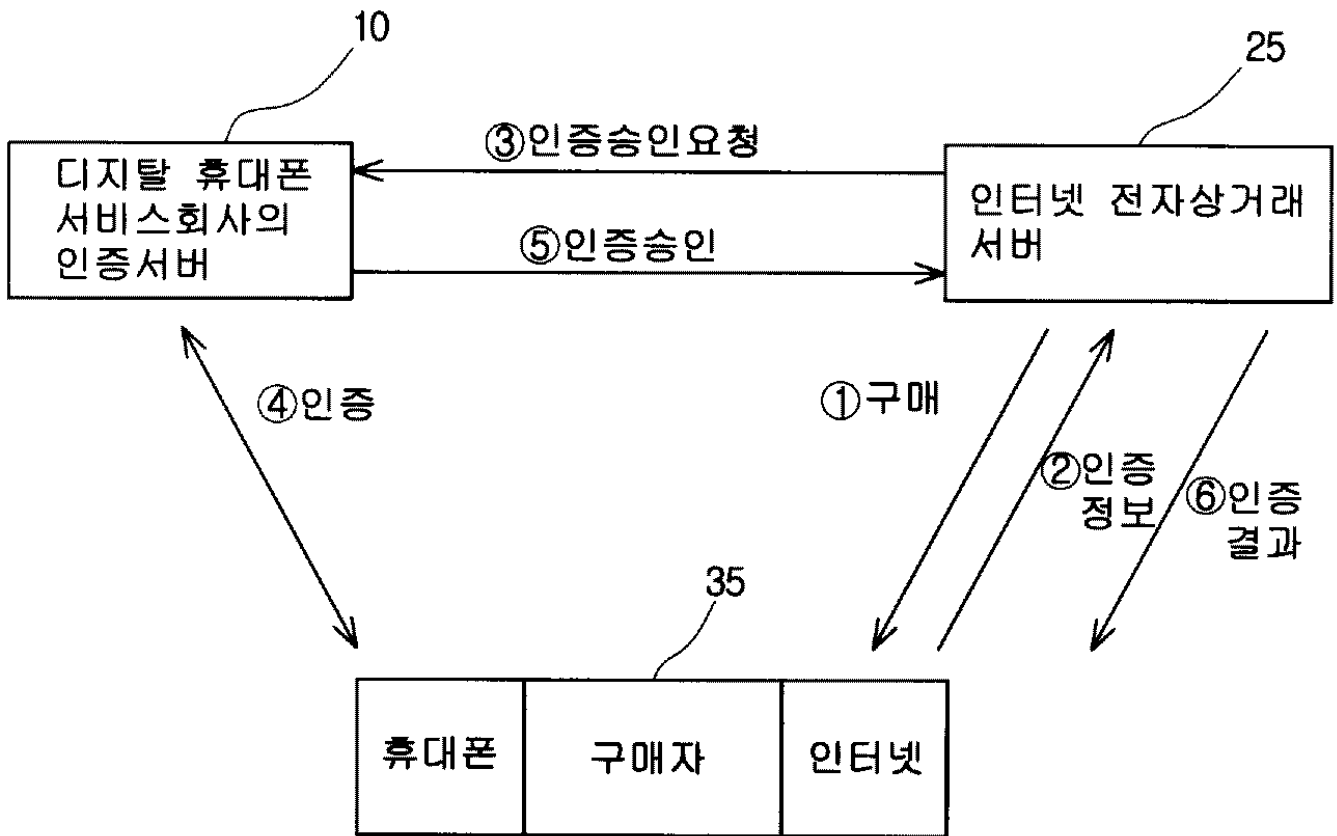 10
25
③인증승인요청
디지탈 휴대폰
서비스회사의
인증서버
인터넷 전자상거래
서버
⑤인증승인
④인증
①구매
②인증
정보
⑥인증
결과
35
휴대폰
구매자
인터넷